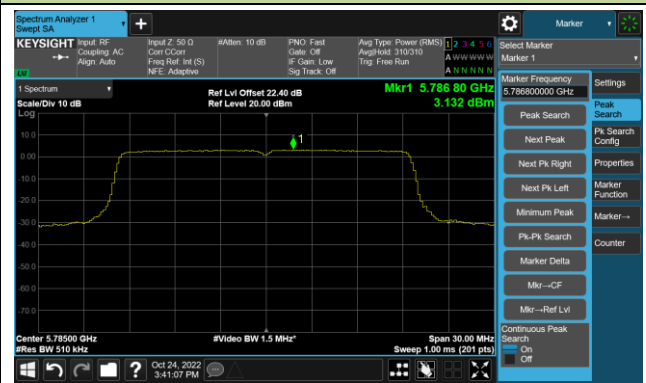 Spectrum Analyzer 1
Swept SA
+
Marker
KEYSIGHT
Input: RF
Coupling: AC
Align: Auto
Input Z: 50 Ω
Corr CCorr
Freq Ref: Int (S)
NFE: Adaptive
#Atten: 10 dB
PNO: Fast
Gate: Off
IF Gain: Low
Sig Track: Off
Avg Type: Power (RMS)
Avg|Hold: 310/310
Trig: Free Run
1 2 3 4 5 6
A W W W W W
A N N N N N
Select Marker
Marker 1
1 Spectrum
Scale/Div 10 dB
Log
Ref Lvl Offset 22.40 dB
Ref Level 20.00 dBm
Mkr1 5.786 80 GHz
3.132 dBm
1
10.0
0.00
-10.0
-20.0
-30.0
-40.0
-50.0
-60.0
-70.0
Center 5.78500 GHz
#Res BW 510 kHz
#Video BW 1.5 MHz*
Span 30.00 MHz
Sweep 1.00 ms (201 pts)
Marker Frequency
5.786800000 GHz
Peak Search
Next Peak
Next Pk Right
Next Pk Left
Minimum Peak
Pk-Pk Search
Marker Delta
Mkr→CF
Mkr→Ref Lvl
Continuous Peak
Search
On
Off
Settings
Peak
Search
Pk Search
Config
Properties
Marker
Function
Marker→
Counter
?
Oct 24, 2022
3:41:07 PM